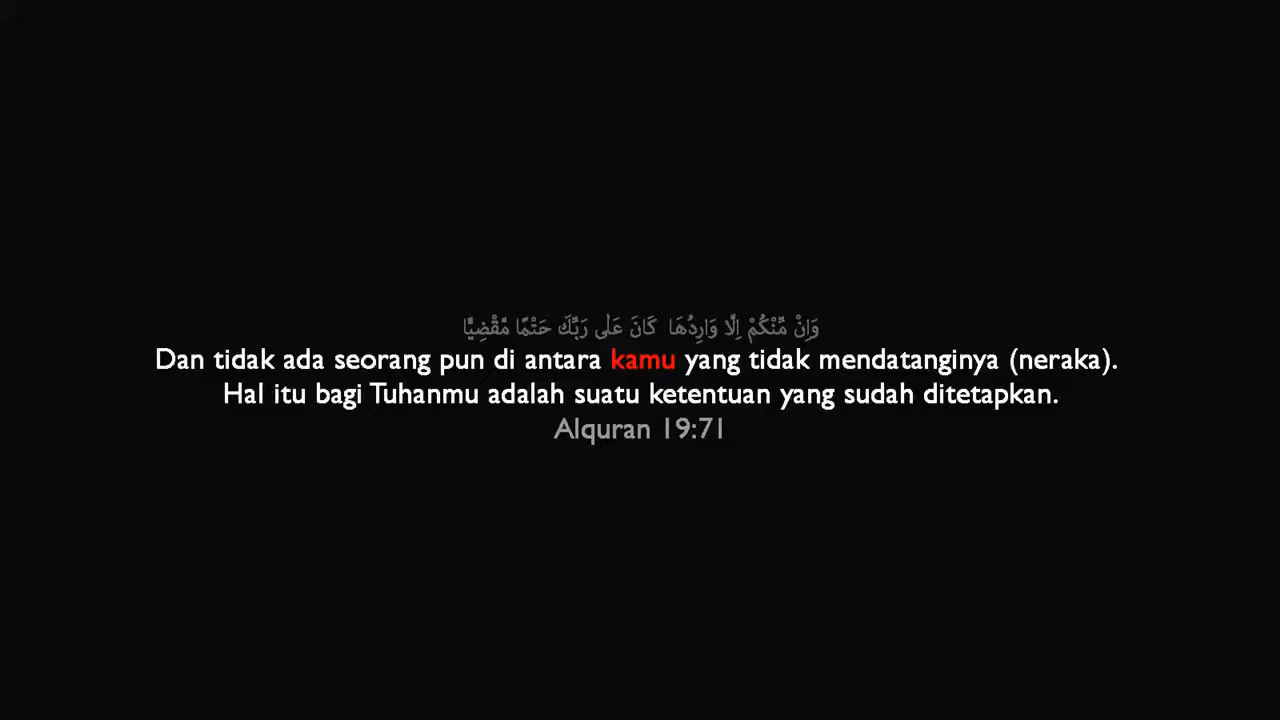 وَاِنْ مِّنْكُمْ اِلَّا وَارِدُهَا كَانَ عَلٰى رَبِّكَ حَتْمًا مَّقْضِيًّا
Dan tidak ada seorang pun di antara kamu yang tidak mendatanginya (neraka).
Hal itu bagi Tuhanmu adalah suatu ketentuan yang sudah ditetapkan.
Alquran 19:71